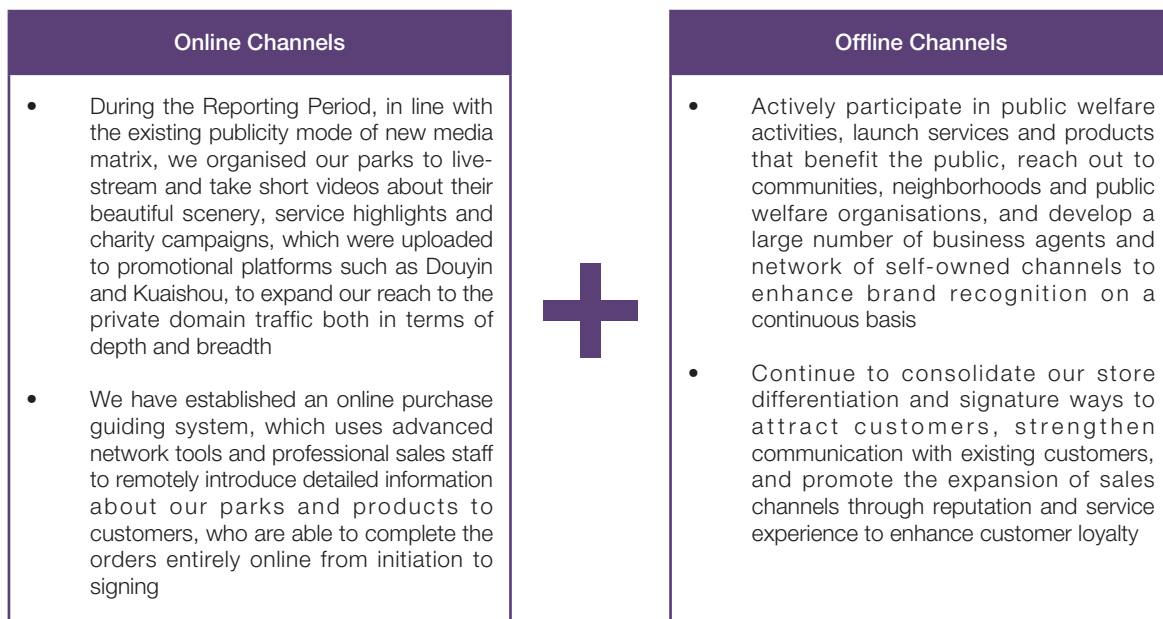 Online Channels
• During the Reporting Period, in line with
the existing publicity mode of new media
matrix, we organised our parks to live-
stream and take short videos about their
beautiful scenery, service highlights and
charity campaigns, which were uploaded
to promotional platforms such as Douyin
and Kuaishou, to expand our reach to the
private domain traffic both in terms of
depth and breadth
• We have established an online purchase
guiding system, which uses advanced
network tools and professional sales staff
to remotely introduce detailed information
about our parks and products to
customers, who are able to complete the
orders entirely online from initiation to
signing
+
Offline Channels
• Actively participate in public welfare
activities, launch services and products
that benefit the public, reach out to
communities, neighborhoods and public
welfare organisations, and develop a
large number of business agents and
network of self-owned channels to
enhance brand recognition on a
continuous basis
• Continue to consolidate our store
differentiation and signature ways to
attract customers, strengthen
communication with existing customers,
and promote the expansion of sales
channels through reputation and service
experience to enhance customer loyalty